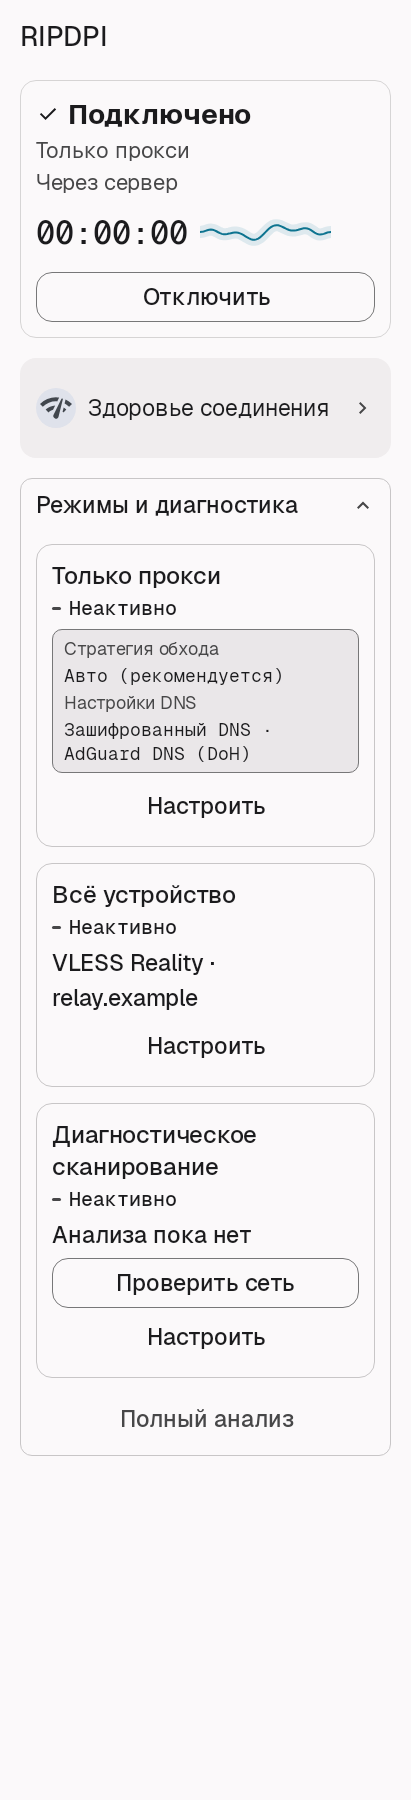 RIPDPI
Подключено
Только прокси
Через сервер
00:00:00
Отключить
Здоровье соединения
Режимы и диагностика
Только прокси
Неактивно
Стратегия обхода
Авто (рекомендуется)
Настройки DNS
Зашифрованный DNS ·
AdGuard DNS (DoH)
Настроить
Всё устройство
Неактивно
VLESS Reality ·
relay.example
Настроить
Диагностическое
сканирование
Неактивно
Анализа пока нет
Проверить сеть
Настроить
Полный анализ